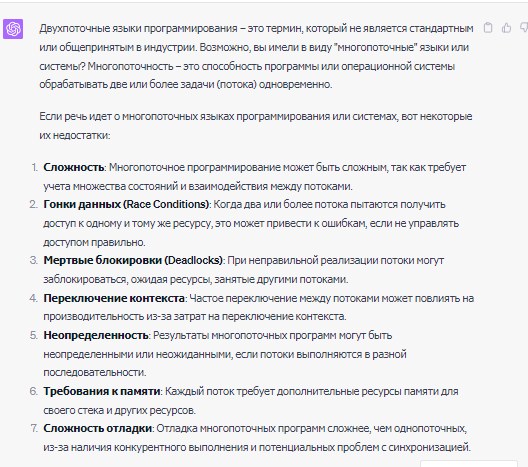 Двухпоточные языки программирования – это термин, который не является стандартным
или общепринятым в индустрии. Возможно, вы имели в виду "многопоточные" языки или
системы? Многопоточность – это способность программы или операционной системы
обрабатывать две или более задачи (потока) одновременно.
Если речь идет о многопоточных языках программирования или системах, вот некоторые
их недостатки:
1. Сложность: Многопоточное программирование может быть сложным, так как требует
учета множества состояний и взаимодействия между потоками.
2. Гонки данных (Race Conditions): Когда два или более потока пытаются получить
доступ к одному и тому же ресурсу, это может привести к ошибкам, если не управлять
доступом правильно.
3. Мертвые блокировки (Deadlocks): При неправильной реализации потоки могут
заблокироваться, ожидая ресурсы, занятые другими потоками.
4. Переключение контекста: Частое переключение между потоками может повлиять на
производительность из-за затрат на переключение контекста.
5. Неопределенность: Результаты многопоточных программ могут быть
неопределенными или неожиданными, если потоки выполняются в разной
последовательности.
6. Требования к памяти: Каждый поток требует дополнительные ресурсы памяти для
своего стека и других ресурсов.
7. Сложность отладки: Отладка многопоточных программ сложнее, чем однопоточных,
из-за наличия конкурентного выполнения и потенциальных проблем с синхронизацией.